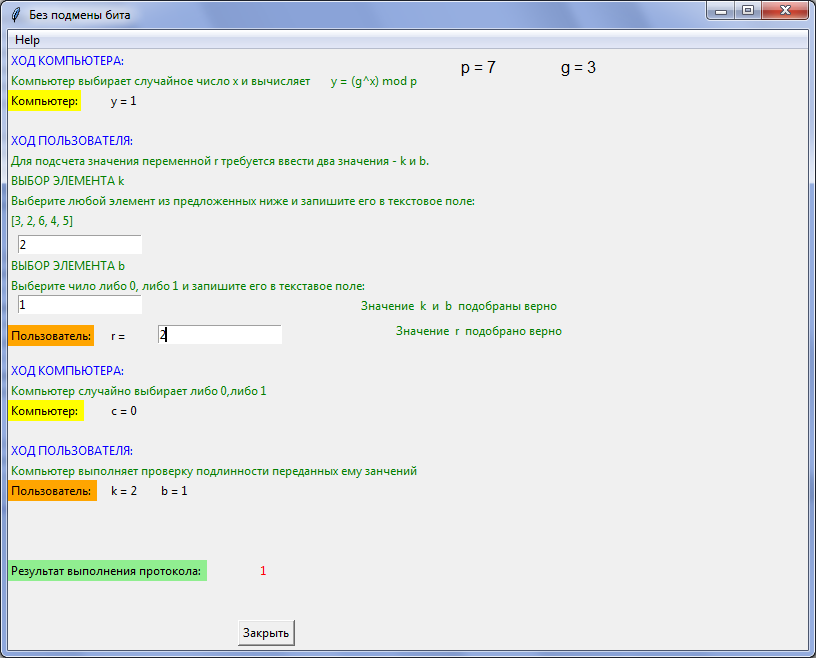 Без подмены бита
Help
ХОД КОМПЬЮТЕРА:
p = 7 g = 3
Компьютер выбирает случайное число x и вычисляет y = (g^x) mod p
Компьютер: y = 1
ХОД ПОЛЬЗОВАТЕЛЯ:
Для подсчета значения переменной r требуется ввести два значения - k и b.
ВЫБОР ЭЛЕМЕНТА k
Выберите любой элемент из предложенных ниже и запишите его в текстовое поле:
[3, 2, 6, 4, 5]
2
ВЫБОР ЭЛЕМЕНТА b
Выберите чило либо 0, либо 1 и запишите его в текставое поле:
1
Значение k и b подобраны верно
Пользователь: r = 2
Значение r подобрано верно
ХОД КОМПЬЮТЕРА:
Компьютер случайно выбирает либо 0,либо 1
Компьютер: c = 0
ХОД ПОЛЬЗОВАТЕЛЯ:
Компьютер выполняет проверку подлинности переданных ему занчений
Пользователь: k = 2 b = 1
Результат выполнения протокола: 1
Закрыть